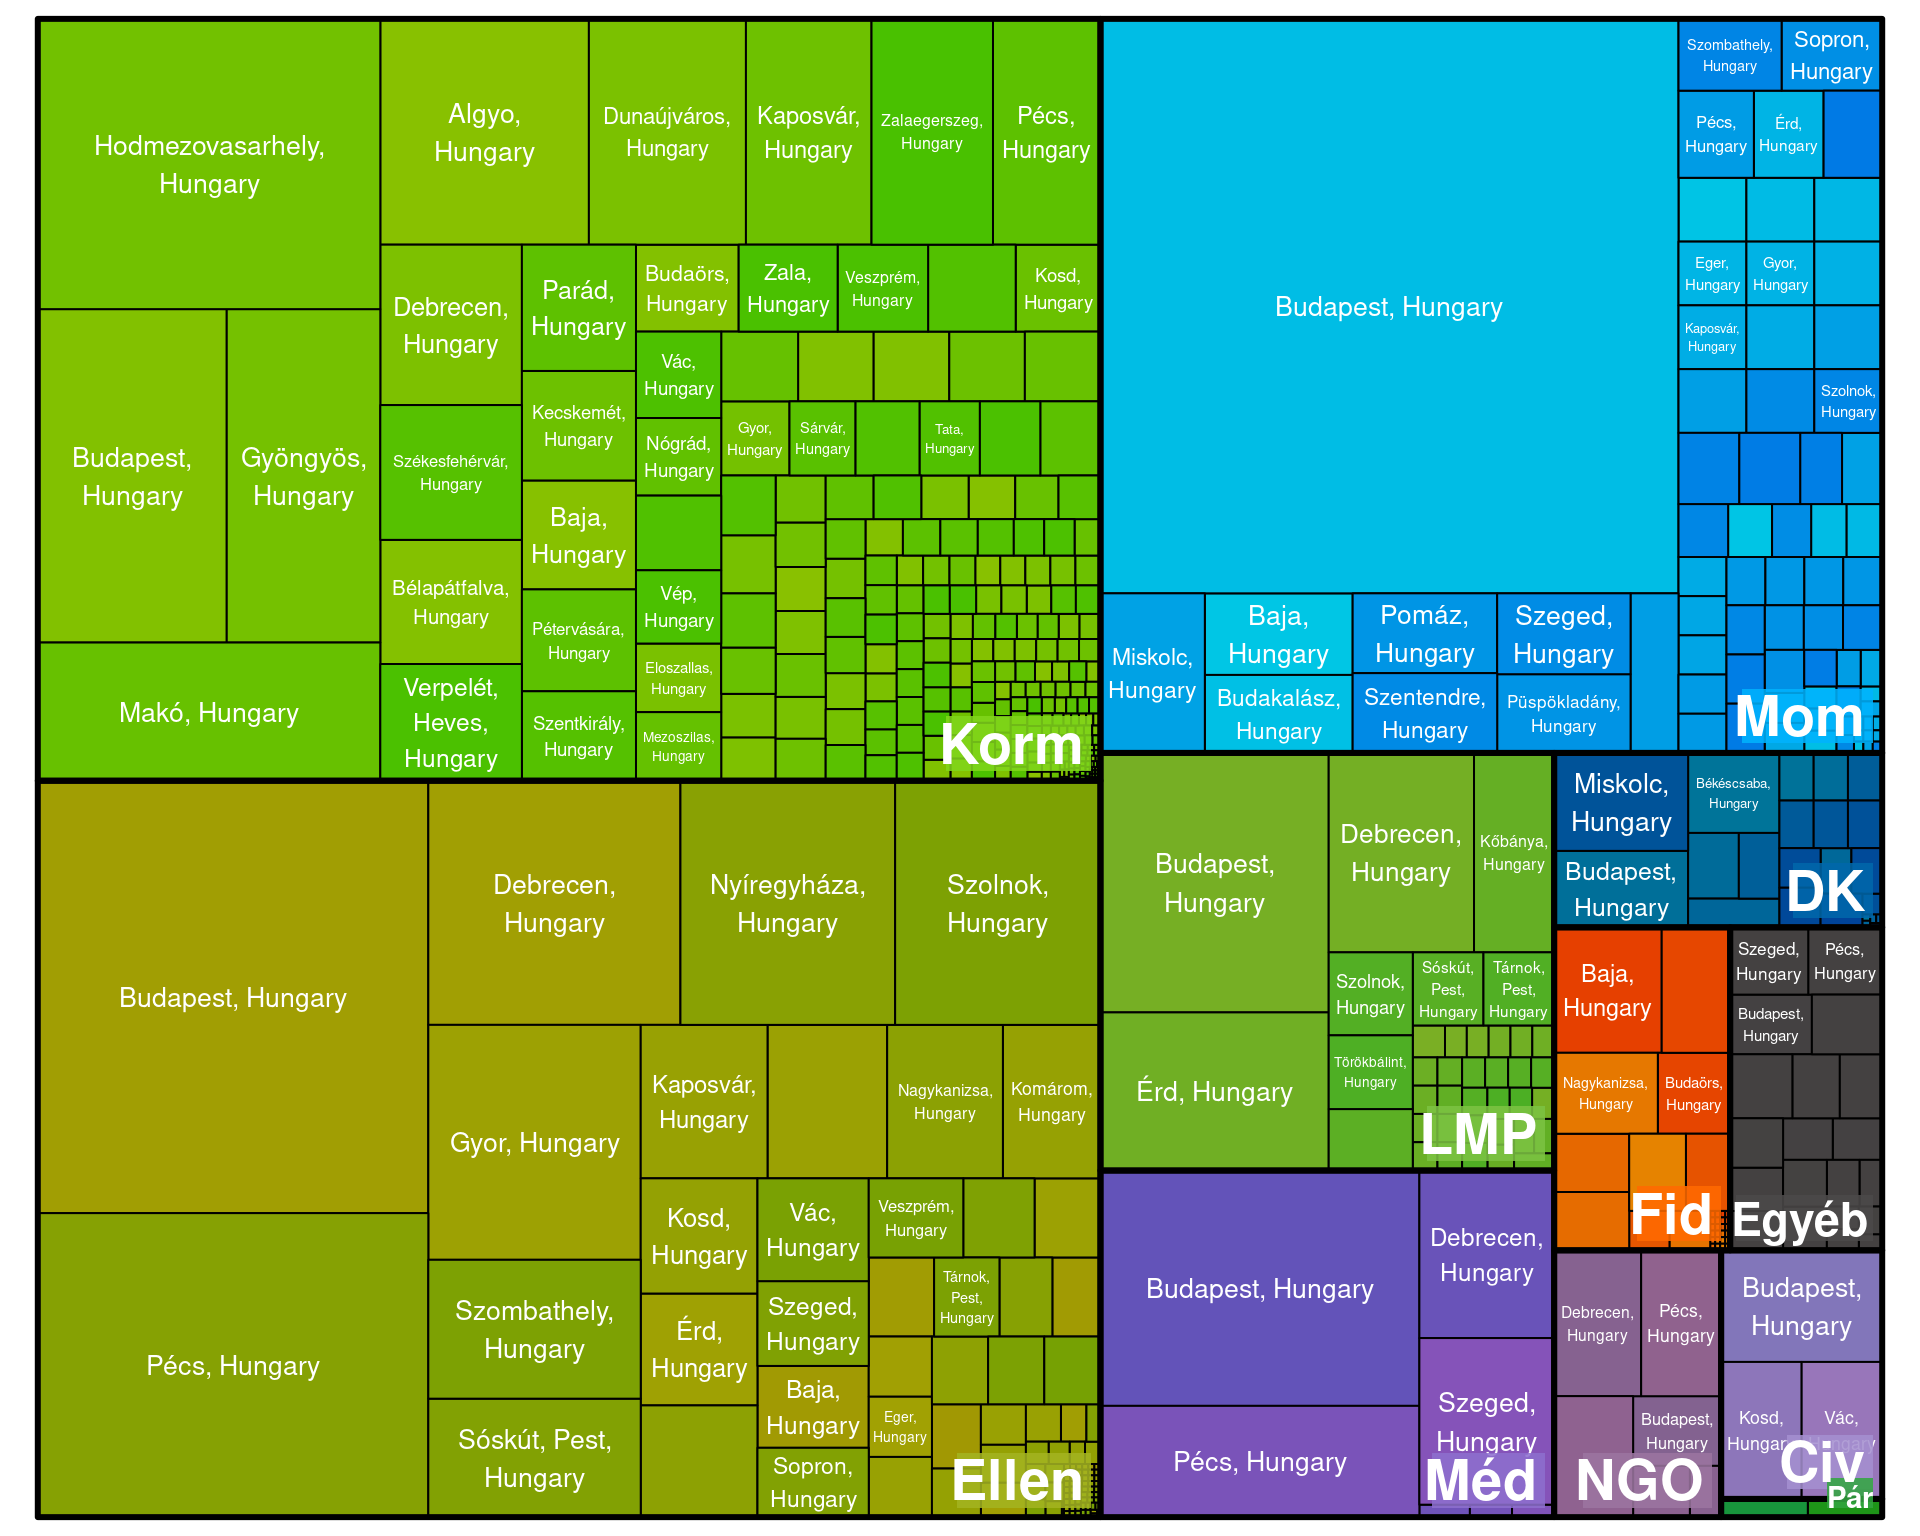 Hodmezovasarhely,
Hungary
Algyo,
Hungary
Dunaújváros,
Hungary
Kaposvár,
Hungary
Zalaegerszeg,
Hungary
Pécs,
Hungary
Budapest,
Hungary
Gyöngyös,
Hungary
Makó, Hungary
Debrecen,
Hungary
Székesfehérvár,
Hungary
Bélapátfalva,
Hungary
Verpelét,
Heves,
Hungary
Parád,
Hungary
Kecskemét,
Hungary
Baja,
Hungary
Pétervására,
Hungary
Szentkirály,
Hungary
Budaörs,
Hungary
Zala,
Hungary
Veszprém,
Hungary
Kosd,
Hungary
Vác,
Hungary
Nógrád,
Hungary
Vép,
Hungary
Eloszallas,
Hungary
Mezoszilas,
Hungary
Gyor,
Hungary
Sárvár,
Hungary
Tata,
Hungary
Korm
Budapest, Hungary
Szombathely,
Hungary
Sopron,
Hungary
Pécs,
Hungary
Érd,
Hungary
Eger,
Hungary
Gyor,
Hungary
Kaposvár,
Hungary
Szolnok,
Hungary
Miskolc,
Hungary
Baja,
Hungary
Budakalász,
Hungary
Pomáz,
Hungary
Szentendre,
Hungary
Szeged,
Hungary
Püspökladány,
Hungary
Mom
Budapest, Hungary
Pécs, Hungary
Debrecen,
Hungary
Nyíregyháza,
Hungary
Szolnok,
Hungary
Gyor, Hungary
Szombathely,
Hungary
Sóskút, Pest,
Hungary
Kaposvár,
Hungary
Nagykanizsa,
Hungary
Komárom,
Hungary
Kosd,
Hungary
Érd,
Hungary
Vác,
Hungary
Szeged,
Hungary
Baja,
Hungary
Sopron,
Hungary
Veszprém,
Hungary
Tárnok,
Pest,
Hungary
Eger,
Hungary
Ellen
Budapest,
Hungary
Érd, Hungary
Debrecen,
Hungary
Kőbánya,
Hungary
Szolnok,
Hungary
Sóskút,
Pest,
Hungary
Tárnok,
Pest,
Hungary
Törökbálint,
Hungary
LMP
Miskolc,
Hungary
Budapest,
Hungary
Békéscsaba,
Hungary
DK
Baja,
Hungary
Nagykanizsa,
Hungary
Budaörs,
Hungary
Fid
Szeged,
Hungary
Pécs,
Hungary
Budapest,
Hungary
Egyéb
Budapest, Hungary
Pécs, Hungary
Debrecen,
Hungary
Szeged,
Hungary
Méd
Debrecen,
Hungary
Pécs,
Hungary
Budapest,
Hungary
NGO
Budapest,
Hungary
Kosd,
Hungary
Vác,
Hungary
Civ
Pár